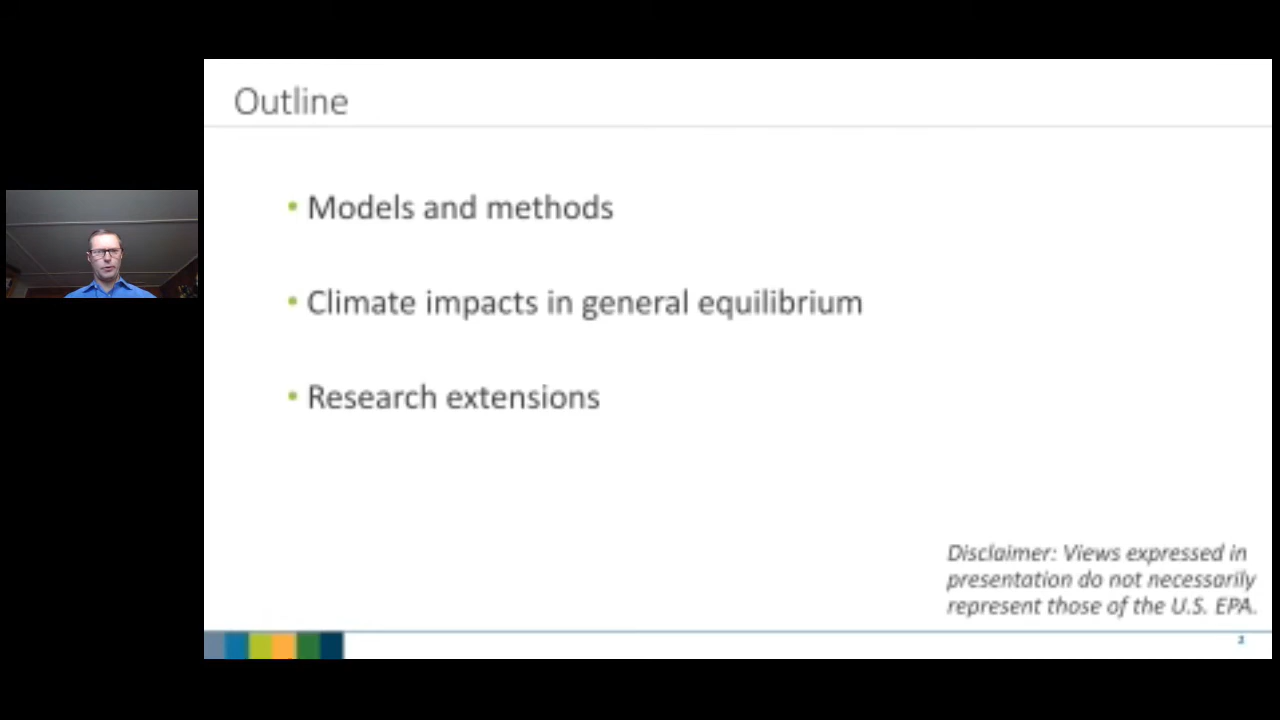 Outline
• Models and methods
• Climate impacts in general equilibrium
• Research extensions
Disclaimer: Views expressed in
presentation do not necessarily
represent those of the U.S. EPA.